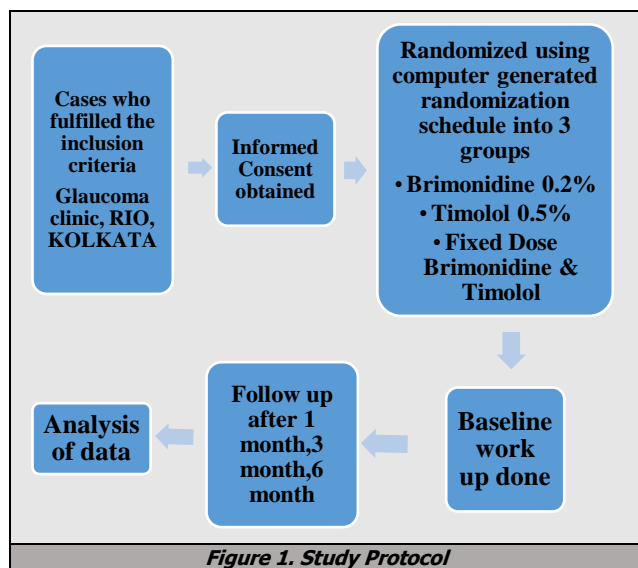 Cases who
fulfilled the
inclusion
criteria
Glaucoma
clinic, RIO,
KOLKATA
Informed
Consent
obtained
Randomized using
computer generated
randomization
schedule into 3
groups
• Brimonidine 0.2%
• Timolol 0.5%
• Fixed Dose
Brimonidine &
Timolol
Baseline
work
up done
Follow up
after 1
month,3
month,6
month
Analysis
of data
Figure 1. Study Protocol